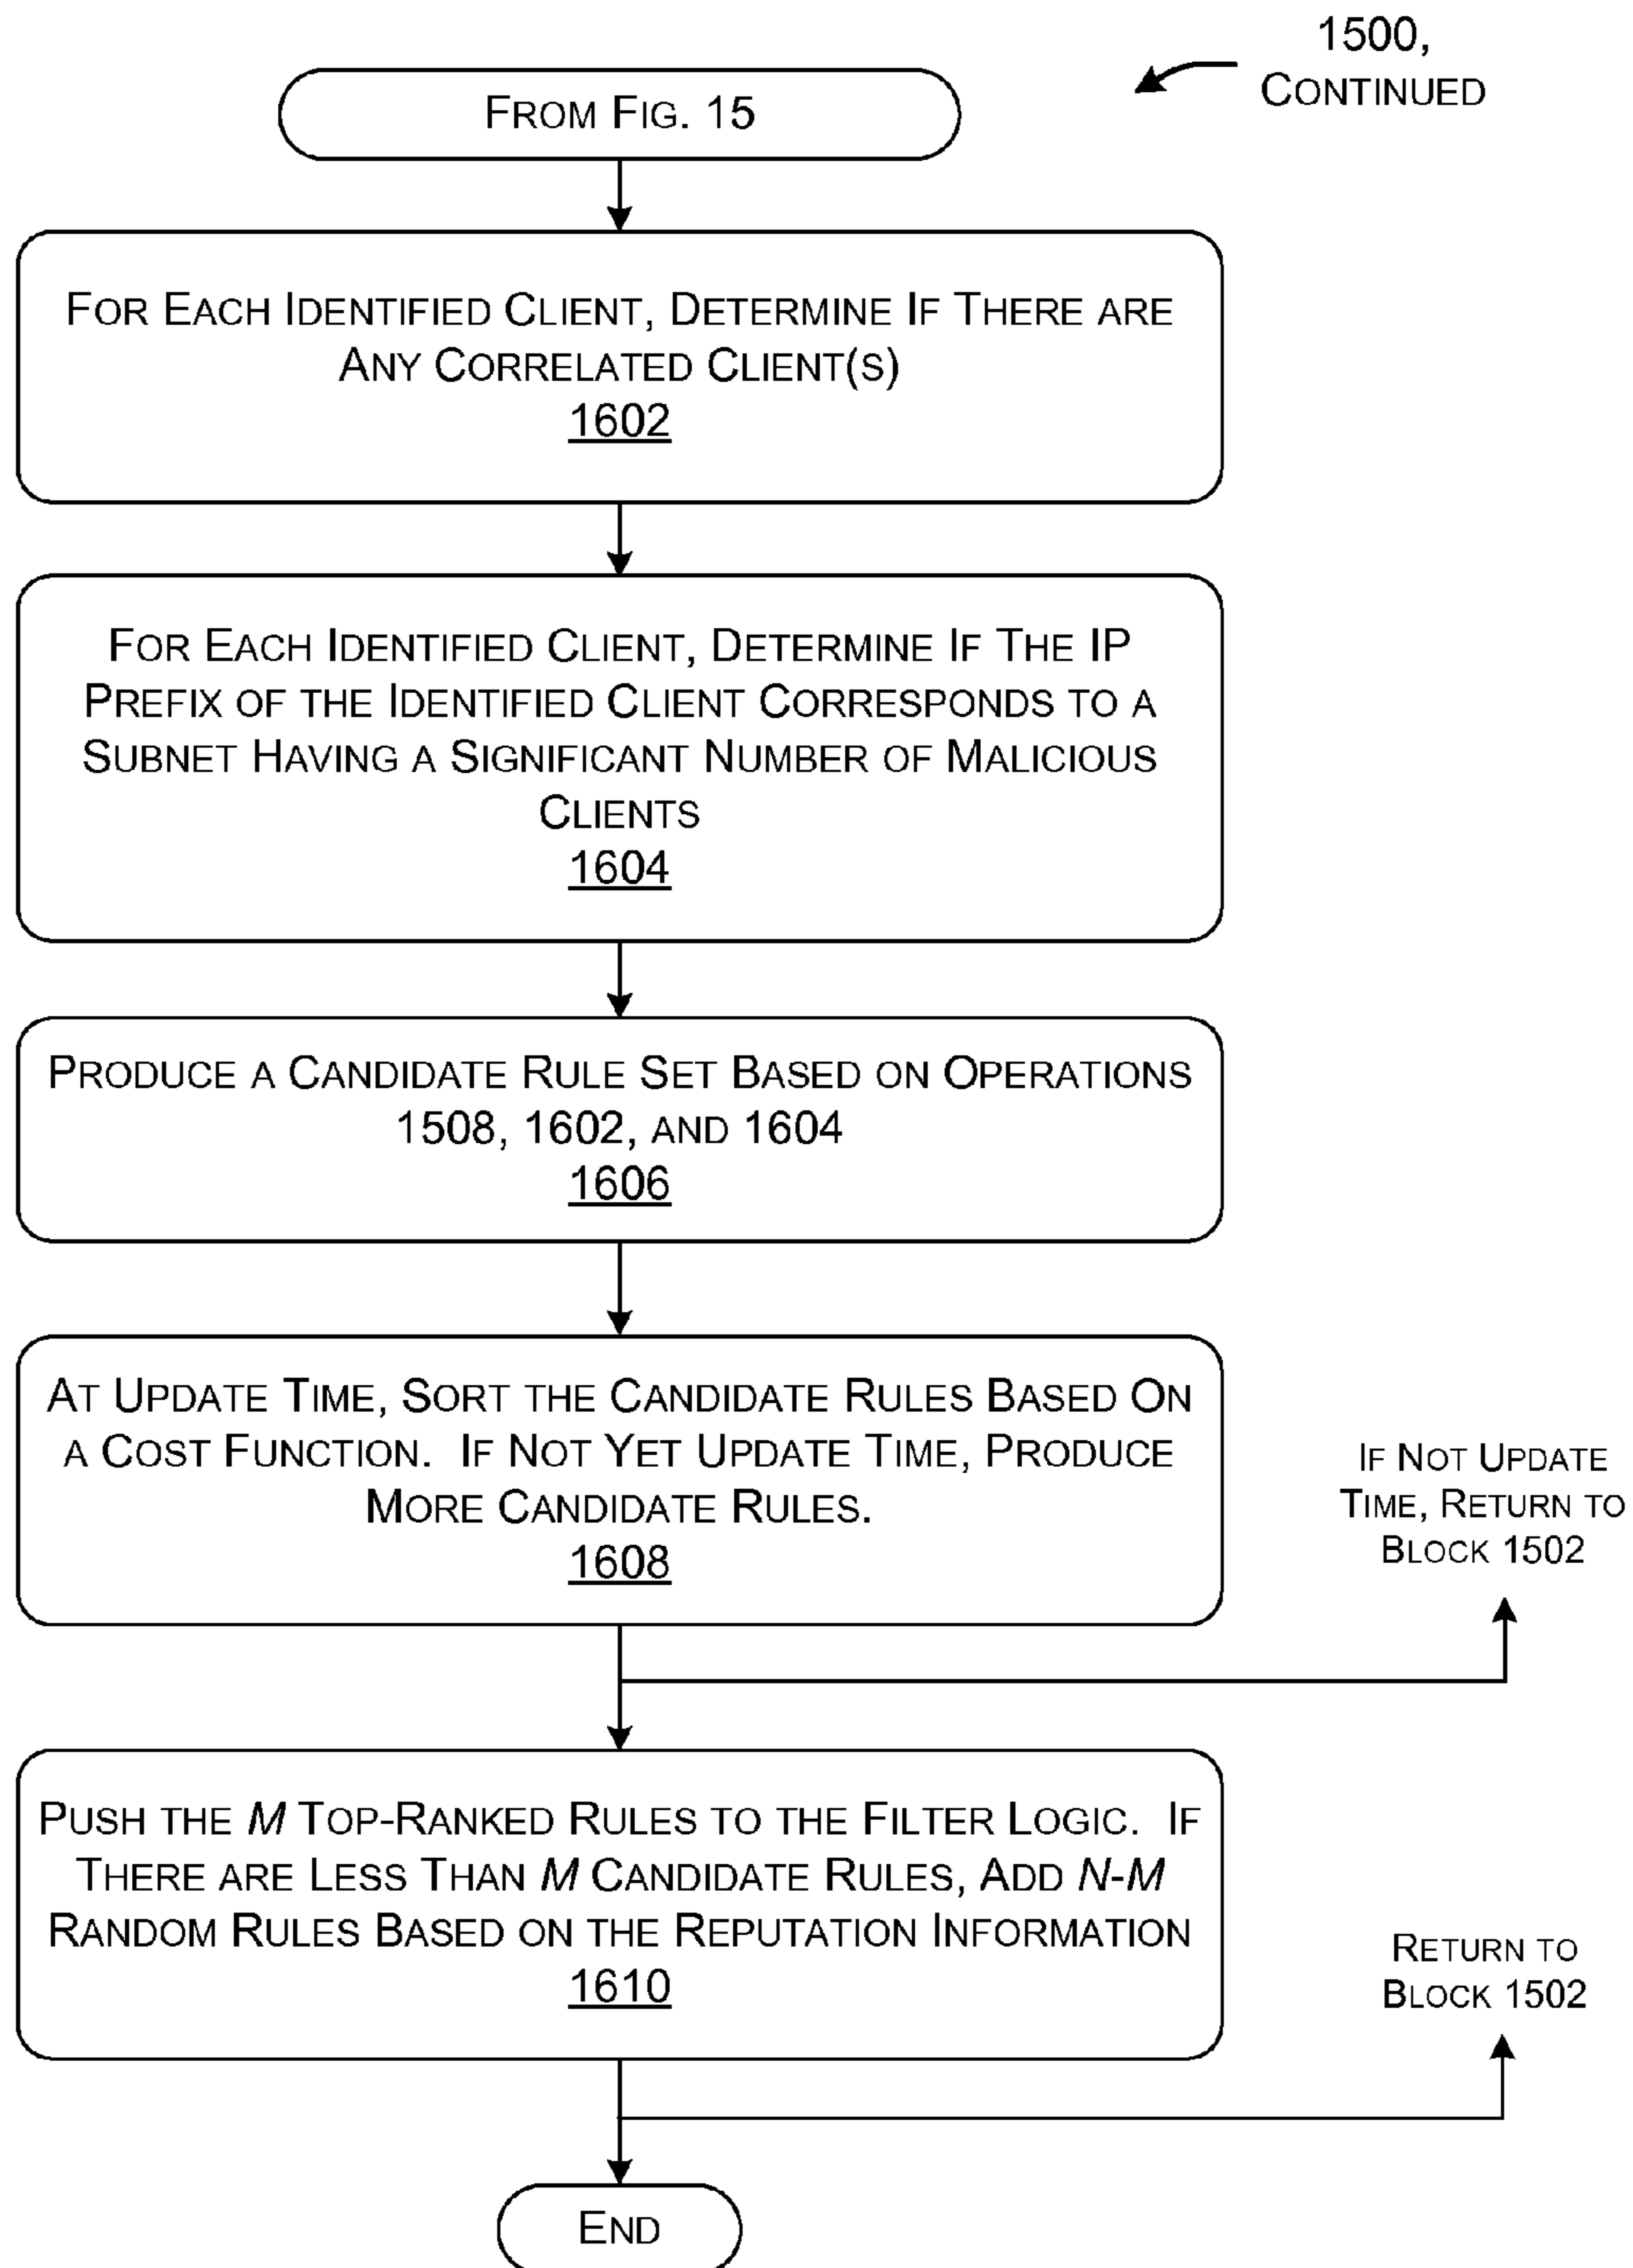 1500,
CONTINUED
FROM FIG. 15
FOR EACH IDENTIFIED CLIENT, DETERMINE IF THERE ARE
ANY CORRELATED CLIENT(S)
1602
FOR EACH IDENTIFIED CLIENT, DETERMINE IF THE IP
PREFIX OF THE IDENTIFIED CLIENT CORRESPONDS TO A
SUBNET HAVING A SIGNIFICANT NUMBER OF MALICIOUS
CLIENTS
1604
PRODUCE A CANDIDATE RULE SET BASED ON OPERATIONS
1508, 1602, AND 1604
1606
AT UPDATE TIME, SORT THE CANDIDATE RULES BASED ON
A COST FUNCTION. IF NOT YET UPDATE TIME, PRODUCE
MORE CANDIDATE RULES.
1608
IF NOT UPDATE
TIME, RETURN TO
BLOCK 1502
PUSH THE M TOP-RANKED RULES TO THE FILTER LOGIC. IF
THERE ARE LESS THAN M CANDIDATE RULES, ADD N-M
RANDOM RULES BASED ON THE REPUTATION INFORMATION
1610
RETURN TO
BLOCK 1502
END